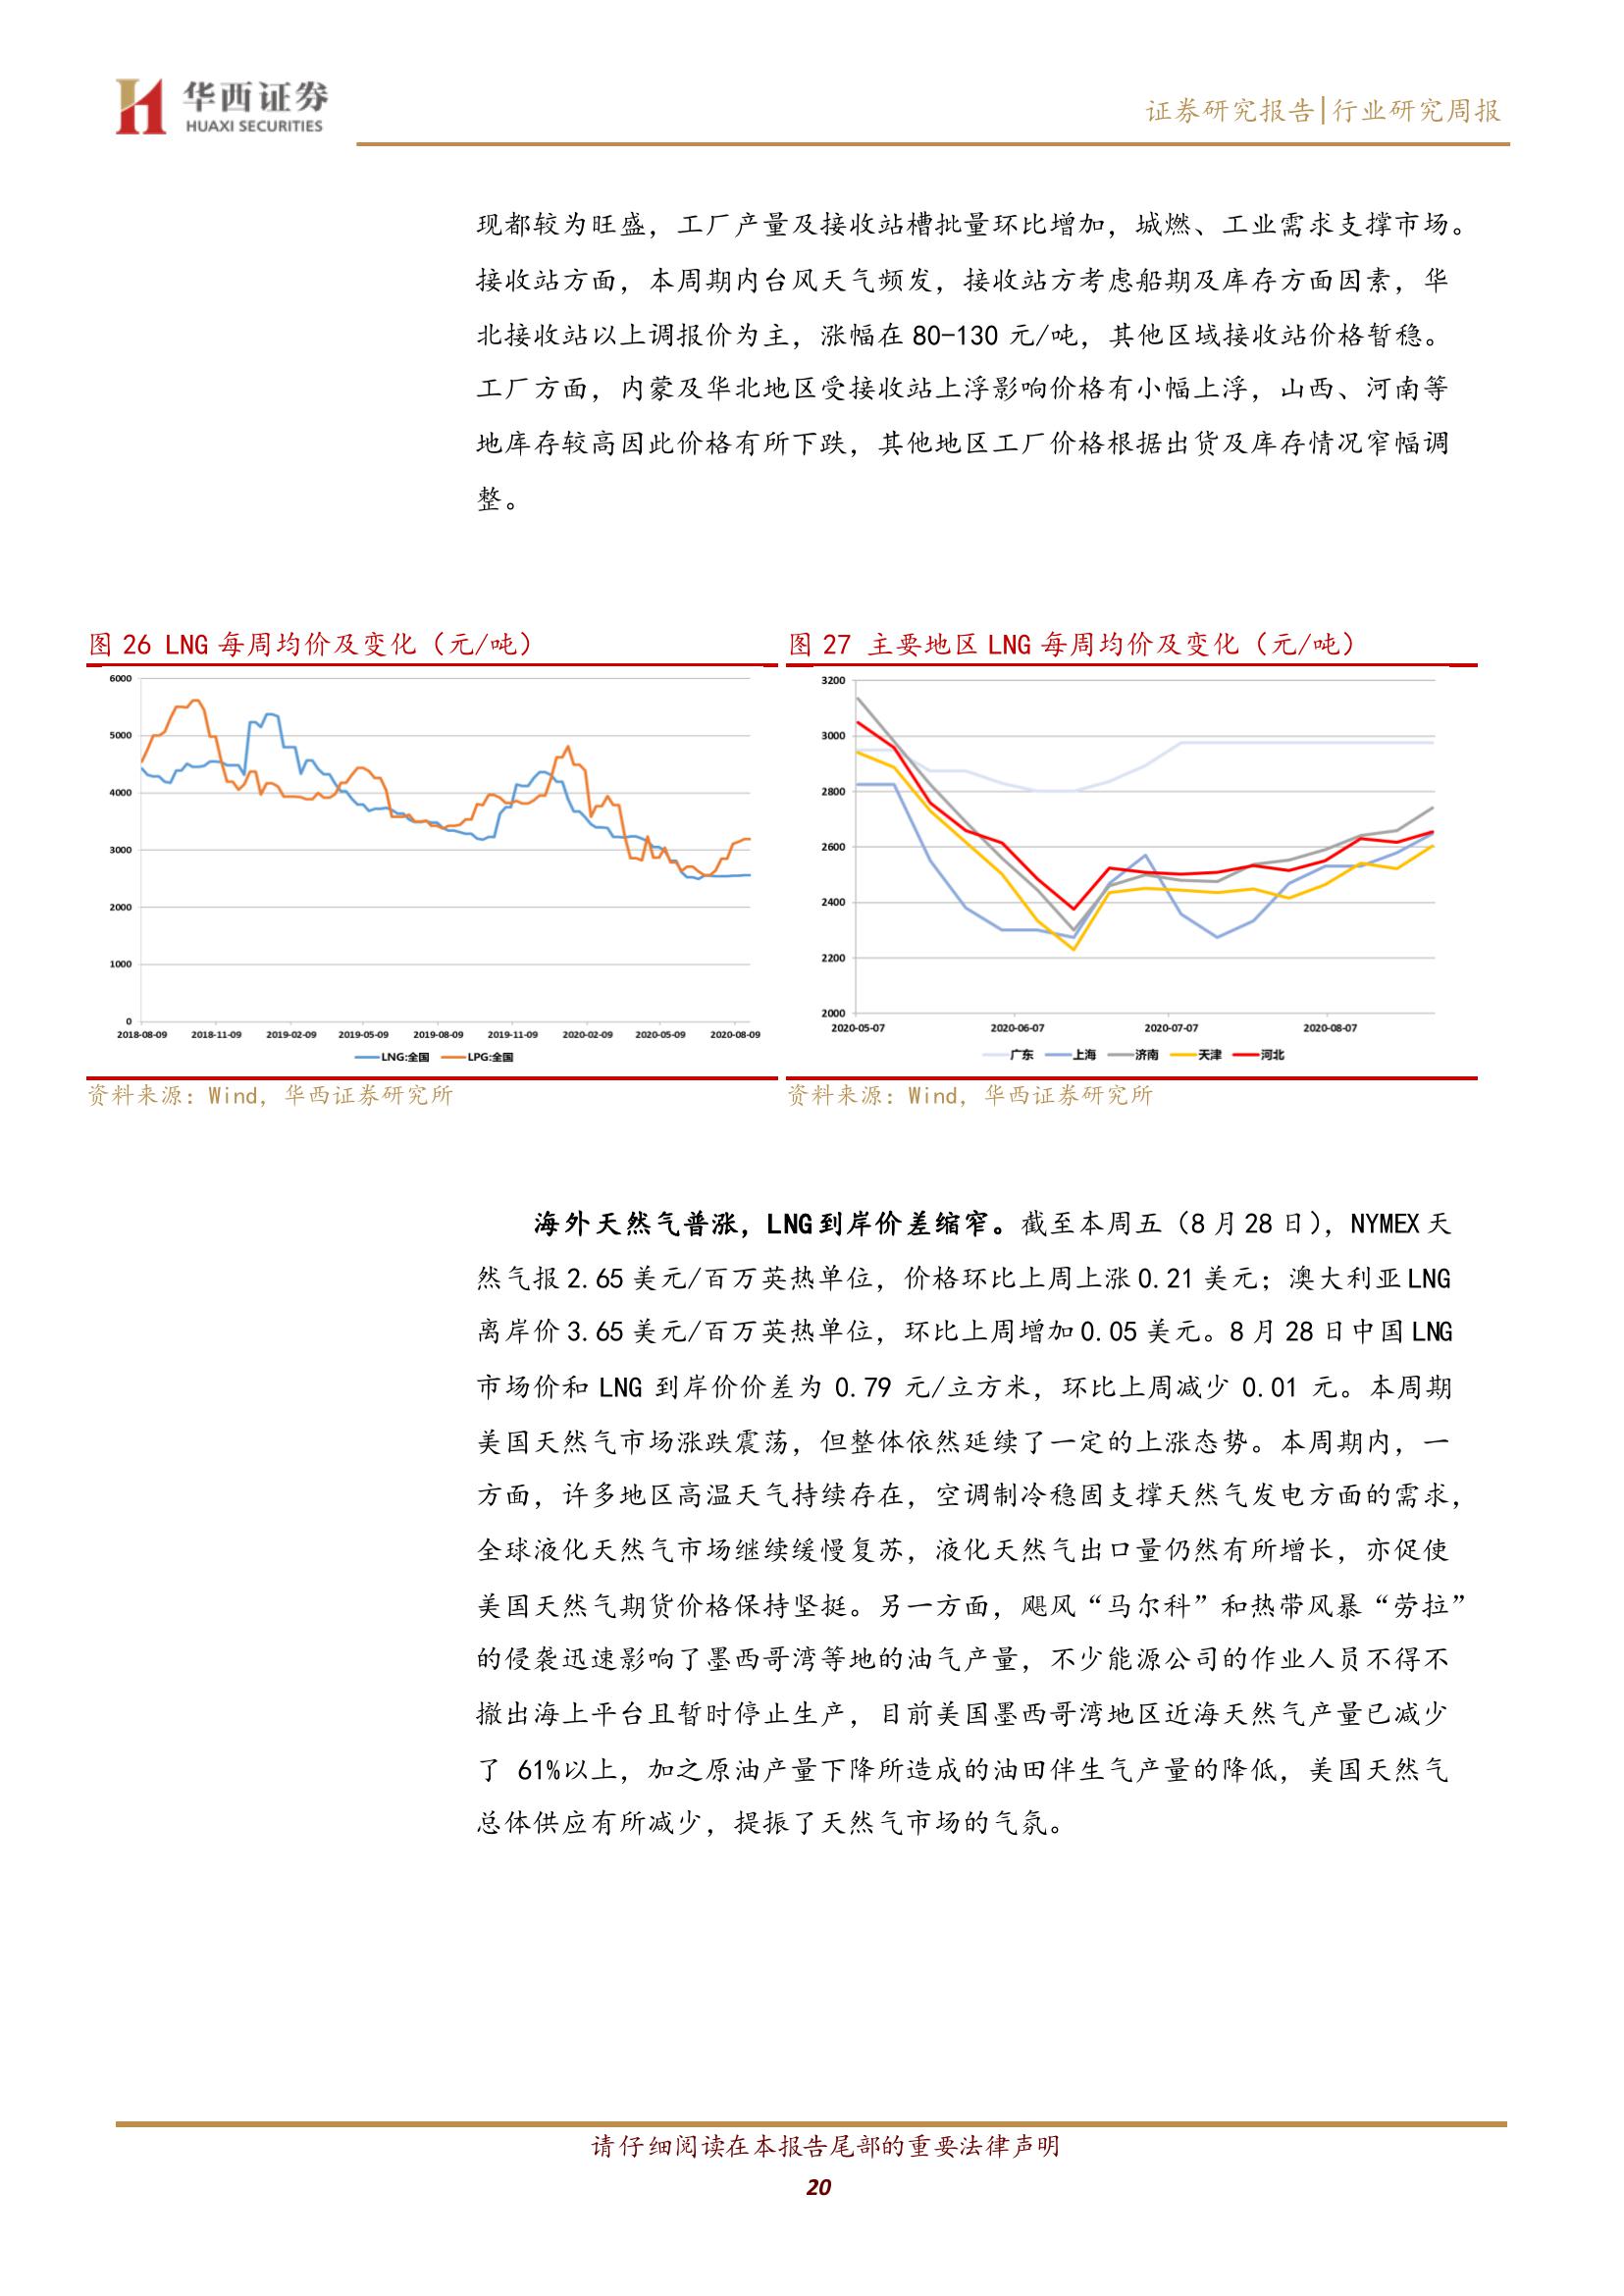 华西证券
HUAXI SECURITIES
证券研究报告|行业研究周报
现都较为旺盛，工厂产量及接收站槽批量环比增加，城燃、工业需求支撑市场。
接收站方面，本周期内台风天气频发，接收站方考虑船期及库存方面因素，华
北接收站以上调报价为主，涨幅在 80-130 元/吨，其他区域接收站价格暂稳。
工厂方面，内蒙及华北地区受接收站上浮影响价格有小幅上浮，山西、河南等
地库存较高因此价格有所下跌，其他地区工厂价格根据出货及库存情况窄幅调
整。
图 26 LNG 每周均价及变化（元/吨）
6000
5000
4000
3000
2000
1000
0
2018-08-09 2018-11-09 2019-02-09 2019-05-09 2019-08-09 2019-11-09 2020-02-09 2020-05-09 2020-08-09
LNG:全国 LPG:全国
资料来源：Wind，华西证券研究所
图 27 主要地区 LNG 每周均价及变化（元/吨）
3200
3000
2800
2600
2400
2200
2000
2020-05-07 2020-06-07 2020-07-07 2020-08-07
广东 上海 济南 天津 河北
资料来源：Wind，华西证券研究所
海外天然气普涨，LNG 到岸价差缩窄。截至本周五（8 月 28 日），NYMEX 天
然气报 2.65 美元/百万英热单位，价格环比上周上涨 0.21 美元；澳大利亚 LNG
离岸价 3.65 美元/百万英热单位，环比上周增加 0.05 美元。8 月 28 日中国 LNG
市场价和 LNG 到岸价价差为 0.79 元/立方米，环比上周减少 0.01 元。本周期
美国天然气市场涨跌震荡，但整体依然延续了一定的上涨态势。本周期内，一
方面，许多地区高温天气持续存在，空调制冷稳固支撑天然气发电方面的需求，
全球液化天然气市场继续缓慢复苏，液化天然气出口量仍然有所增长，亦促使
美国天然气期货价格保持坚挺。另一方面，飓风“马尔科”和热带风暴“劳拉”
的侵袭迅速影响了墨西哥湾等地的油气产量，不少能源公司的作业人员不得不
撤出海上平台且暂时停止生产，目前美国墨西哥湾地区近海天然气产量已减少
了 61%以上，加之原油产量下降所造成的油田伴生气产量的降低，美国天然气
总体供应有所减少，提振了天然气市场的气氛。
请仔细阅读在本报告尾部的重要法律声明
20